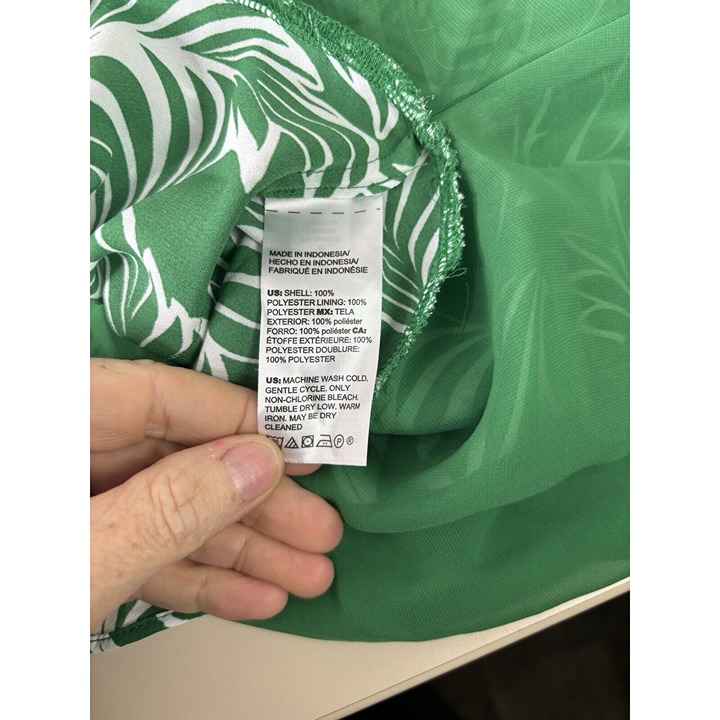 MADE IN INDONESIA/
HECHO EN INDONESIA/
FABRIQUÉ EN INDONÉSIE
US: SHELL: 100%
POLYESTER LINING: 100%
POLYESTER MX: TELA
EXTERIOR: 100% poliéster
FORRO: 100% poliéster CA:
ÉTOFFE EXTÉRIEURE: 100%
POLYESTER DOUBLURE:
100% POLYESTER
US: MACHINE WASH COLD,
GENTLE CYCLE. ONLY
NON-CHLORINE BLEACH.
TUMBLE DRY LOW. WARM
IRON. MAY BE DRY
CLEANED
P ®